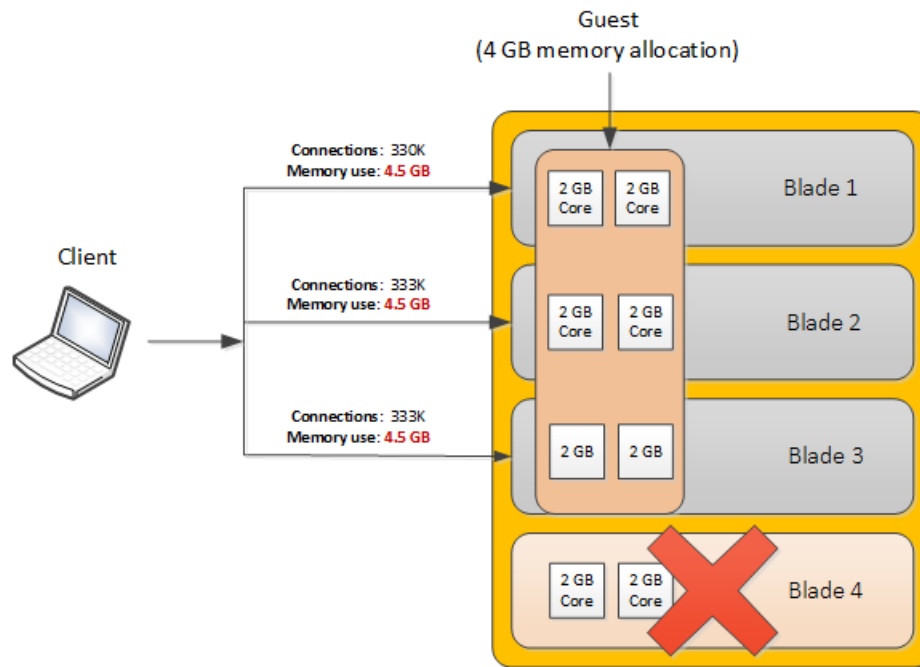 Guest
(4 GB memory allocation)
Connections: 330K
Memory use: 4.5 GB
2 GB
Core
2 GB
Core
Blade 1
Client
Connections: 333K
Memory use: 4.5 GB
2 GB
Core
2 GB
Core
Blade 2
Connections: 333K
Memory use: 4.5 GB
2 GB
2 GB
Blade 3
2 GB
Core
2 GB
Core
Blade 4